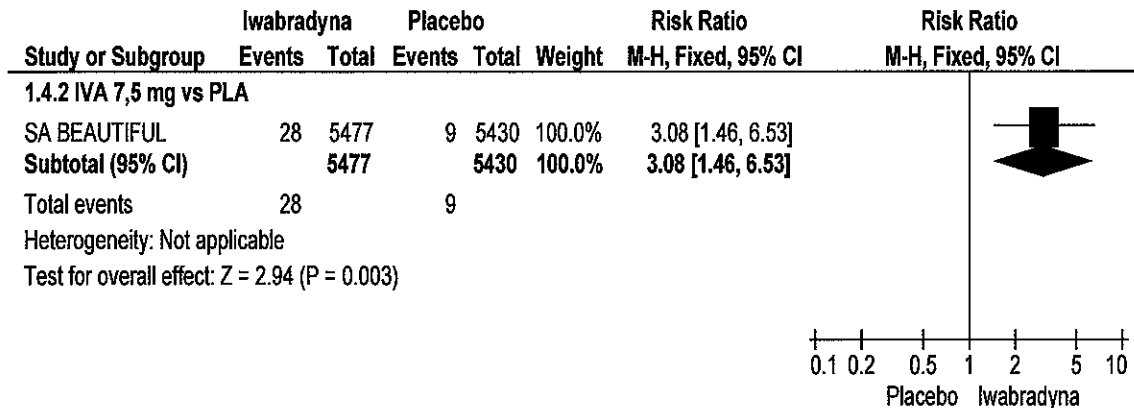 Iwabradyna Placebo Risk Ratio Risk Ratio
Study or Subgroup Events Total Events Total Weight M-H, Fixed, 95% CI M-H, Fixed, 95% CI
1.4.2 IVA 7,5 mg vs PLA
SA BEAUTIFUL 28 5477 9 5430 100.0% 3.08 [1.46, 6.53]
Subtotal (95% CI) 5477 5430 100.0% 3.08 [1.46, 6.53]
Total events 28 9
Heterogeneity: Not applicable
Test for overall effect: Z = 2.94 (P = 0.003)
0.1 0.2 0.5 1 2 5 10
Placebo Iwabradyna